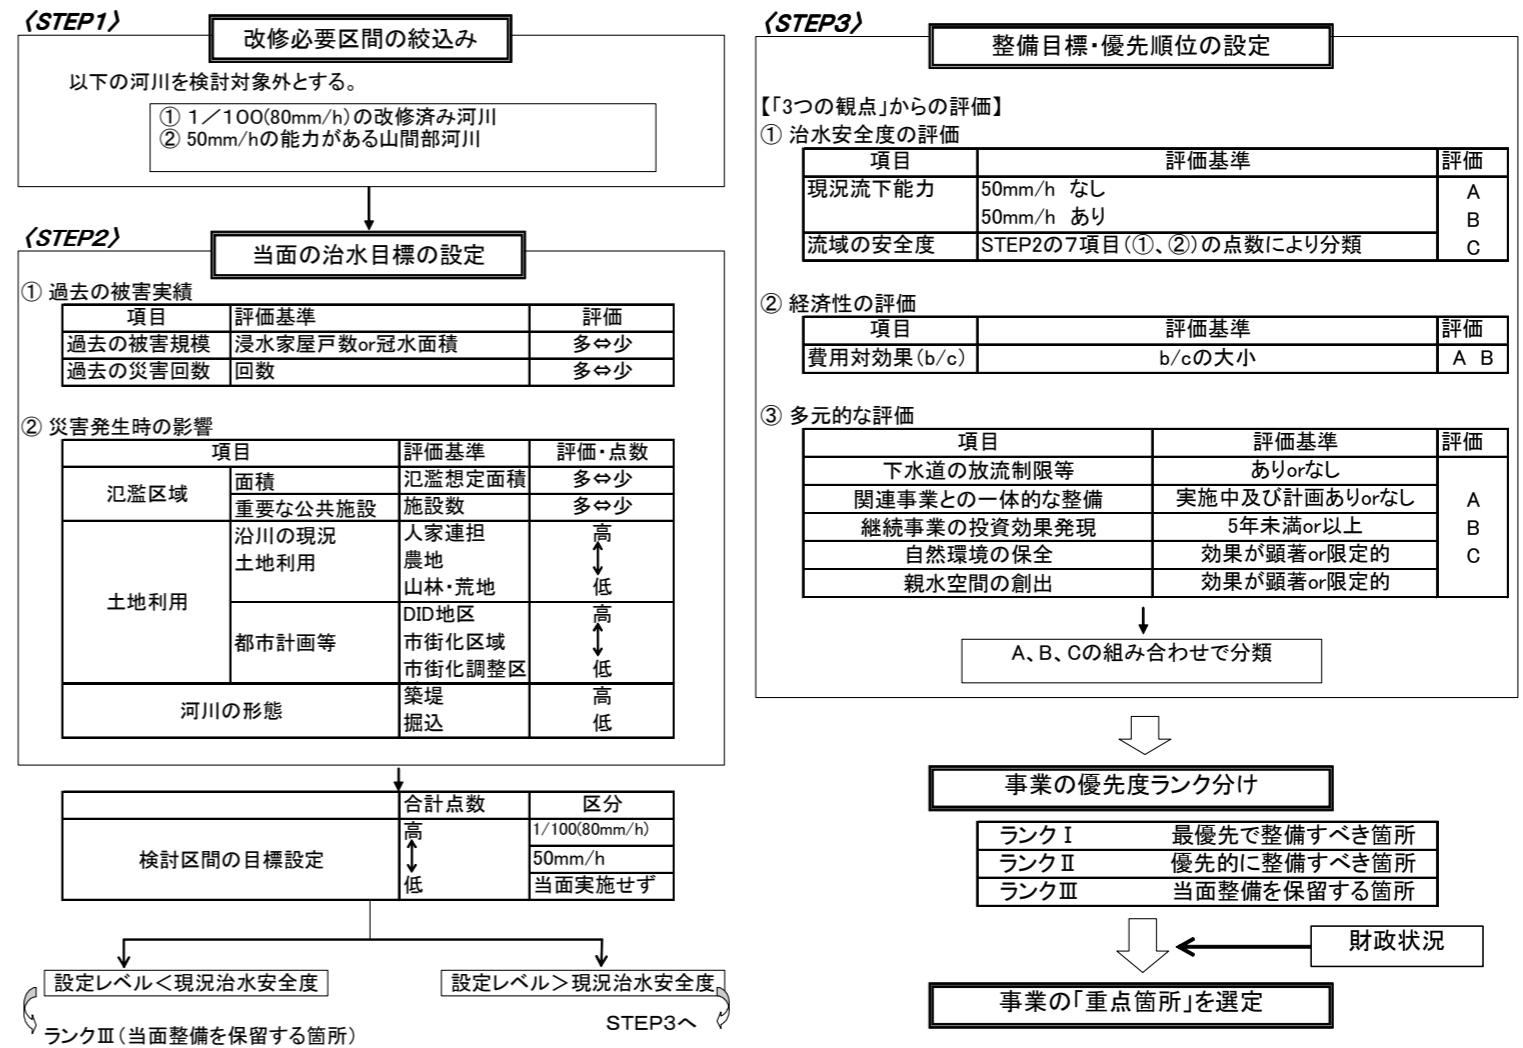 〈STEP1〉
改修必要区間の絞込み
以下の河川を検討対象外とする。
① 1/100(80mm/h)の改修済み河川
② 50mm/hの能力がある山間部河川
〈STEP2〉
当面の治水目標の設定
① 過去の被害実績
項目 評価基準 評価
過去の被害規模 浸水家屋戸数or冠水面積 多⇔少
過去の災害回数 回数 多⇔少
② 災害発生時の影響
項目 評価基準 評価・点数
氾濫区域 面積 氾濫想定面積 多⇔少
重要な公共施設 施設数 多⇔少
土地利用 沿川の現況 人家連担 高
土地利用 農地
山林・荒地 低
都市計画等 DID地区 高
市街化区域
市街化調整区 低
河川の形態 築堤 高
掘込 低
合計点数 区分
検討区間の目標設定 高 1/100(80mm/h)
50mm/h
低 当面実施せず
設定レベル＜現況治水安全度
設定レベル＞現況治水安全度
ランクⅢ(当面整備を保留する箇所)
STEP3へ
〈STEP3〉
整備目標・優先順位の設定
【「3つの観点」からの評価】
① 治水安全度の評価
項目 評価基準 評価
現況流下能力 50mm/h なし A
50mm/h あり B
流域の安全度 STEP2の7項目(①、②)の点数により分類 C
② 経済性の評価
項目 評価基準 評価
費用対効果(b/c) b/cの大小 A B
③ 多元的な評価
項目 評価基準 評価
下水道の放流制限等 ありorなし
関連事業との一体的な整備 実施中及び計画ありorなし A
継続事業の投資効果発現 5年未満or以上 B
自然環境の保全 効果が顕著or限定的 C
親水空間の創出 効果が顕著or限定的
A、B、Cの組み合わせで分類
事業の優先度ランク分け
ランクⅠ 最優先で整備すべき箇所
ランクⅡ 優先的に整備すべき箇所
ランクⅢ 当面整備を保留する箇所
財政状況
事業の「重点箇所」を選定